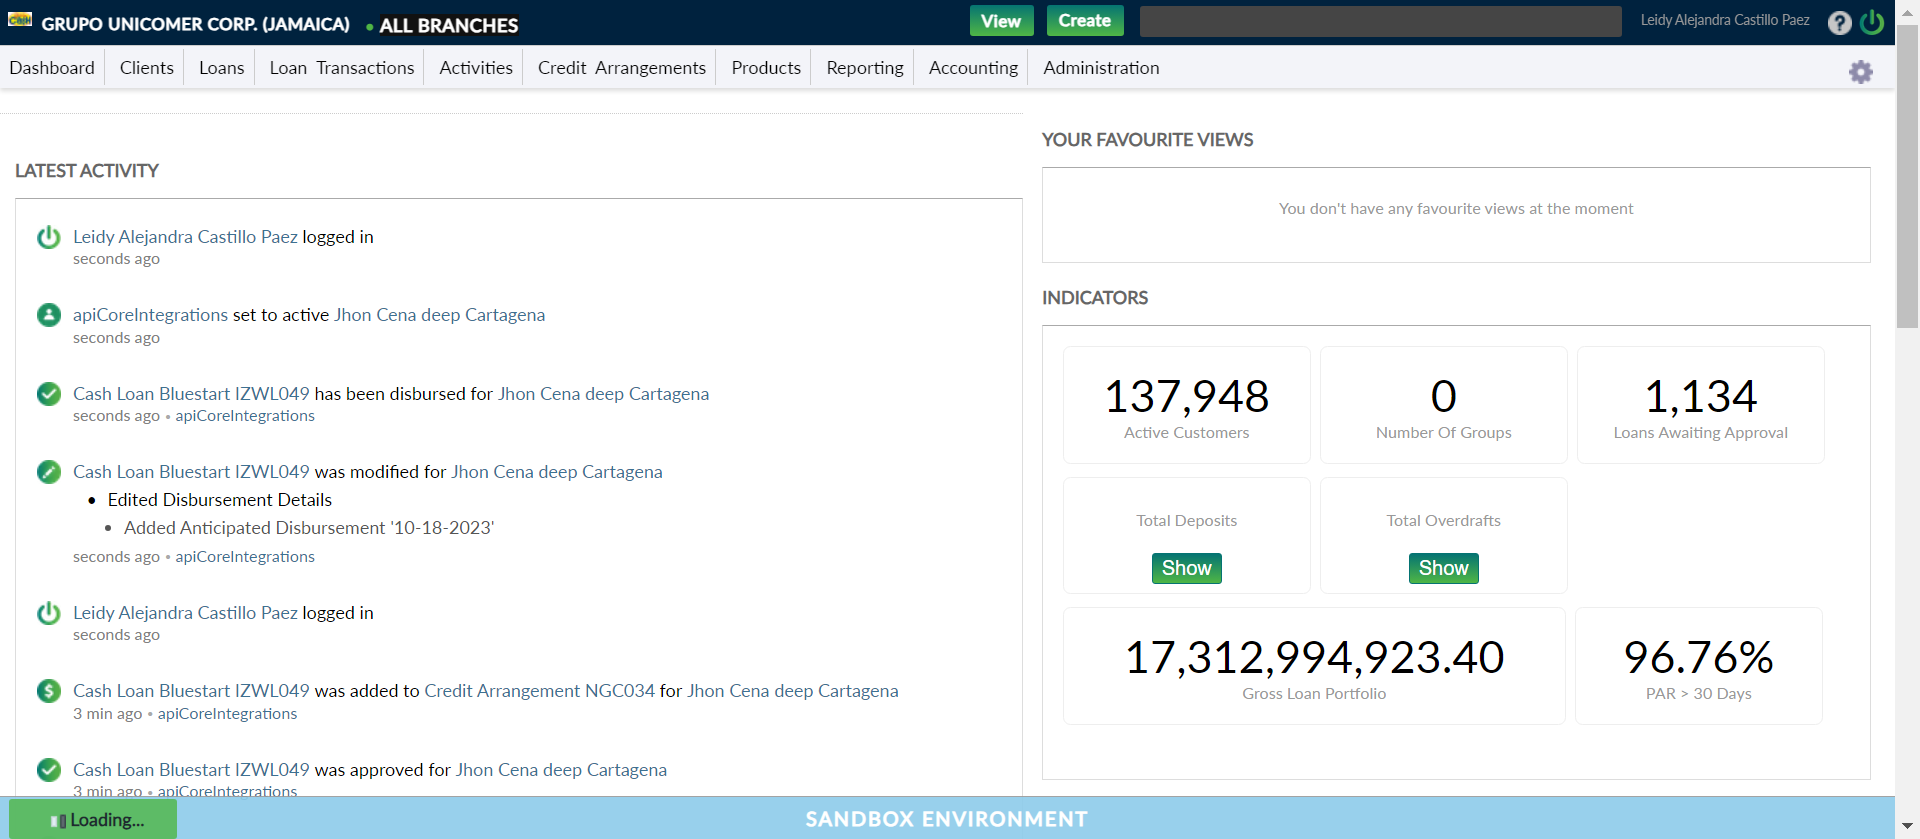 GRUPO UNICOMER CORP. (JAMAICA) • ALL BRANCHES
View Create
Leidy Alejandra Castillo Paez ?
Dashboard Clients Loans Loan Transactions Activities Credit Arrangements Products Reporting Accounting Administration
LATEST ACTIVITY
Leidy Alejandra Castillo Paez logged in
seconds ago
apiCoreIntegrations set to active Jhon Cena deep Cartagena
seconds ago
Cash Loan Bluestart IZWL049 has been disbursed for Jhon Cena deep Cartagena
seconds ago • apiCoreIntegrations
Cash Loan Bluestart IZWL049 was modified for Jhon Cena deep Cartagena
• Edited Disbursement Details
• Added Anticipated Disbursement '10-18-2023'
seconds ago • apiCoreIntegrations
Leidy Alejandra Castillo Paez logged in
seconds ago
Cash Loan Bluestart IZWL049 was added to Credit Arrangement NGC034 for Jhon Cena deep Cartagena
3 min ago • apiCoreIntegrations
Cash Loan Bluestart IZWL049 was approved for Jhon Cena deep Cartagena
3 min ago • apiCoreIntegrations
YOUR FAVOURITE VIEWS
You don't have any favourite views at the moment
INDICATORS
137,948
Active Customers
0
Number Of Groups
1,134
Loans Awaiting Approval
Total Deposits
Show
Total Overdrafts
Show
17,312,994,923.40
Gross Loan Portfolio
96.76%
PAR > 30 Days
Loading...
SANDBOX ENVIRONMENT